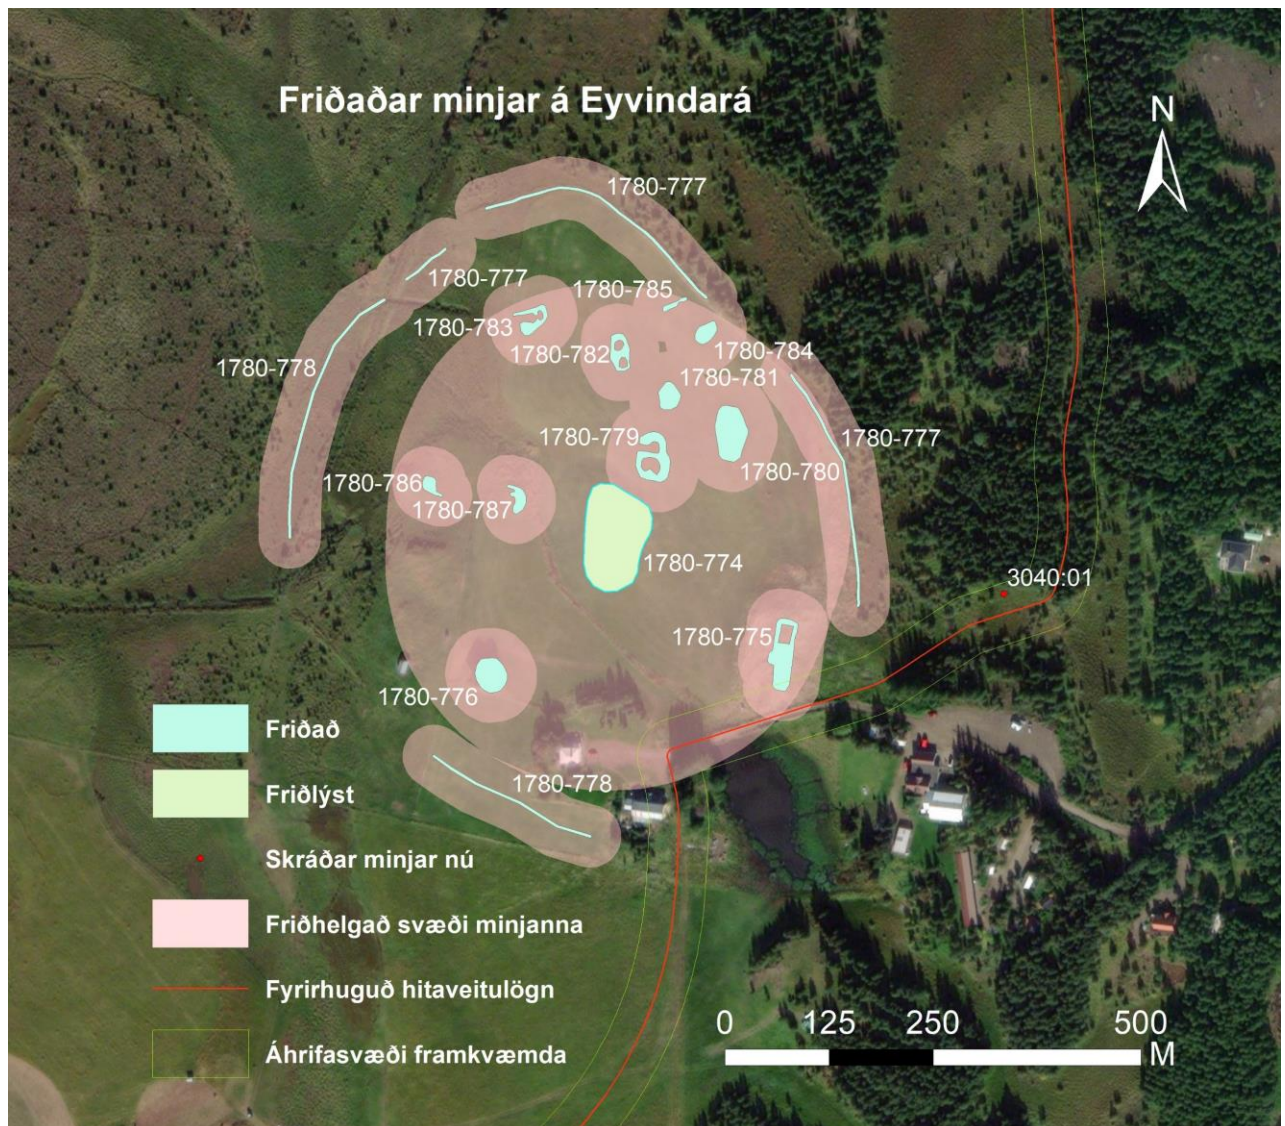 Friðaðar minjar á Eyvindará
N
1780-777
1780-777
1780-785
1780-783
1780-782
1780-784
1780-778
1780-781
1780-779
1780-777
1780-780
1780-786
1780-787
1780-774
3040:01
1780-775
1780-776
1780-778
Friðað
Friðlýst
Skráðar minjar nú
Friðhelgað svæði minjanna
Fyrirhuguð hitaveitulögn
Áhrifasvæði framkvæmda
0 125 250 500
M